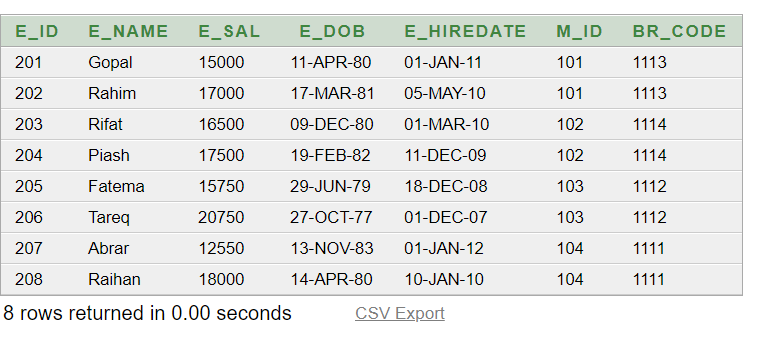 E_ID E_NAME E_SAL E_DOB E_HIREDATE M_ID BR_CODE
201 Gopal 15000 11-APR-80 01-JAN-11 101 1113
202 Rahim 17000 17-MAR-81 05-MAY-10 101 1113
203 Rifat 16500 09-DEC-80 01-MAR-10 102 1114
204 Piash 17500 19-FEB-82 11-DEC-09 102 1114
205 Fatema 15750 29-JUN-79 18-DEC-08 103 1112
206 Tareq 20750 27-OCT-77 01-DEC-07 103 1112
207 Abrar 12550 13-NOV-83 01-JAN-12 104 1111
208 Raihan 18000 14-APR-80 10-JAN-10 104 1111
8 rows returned in 0.00 seconds CSV Export